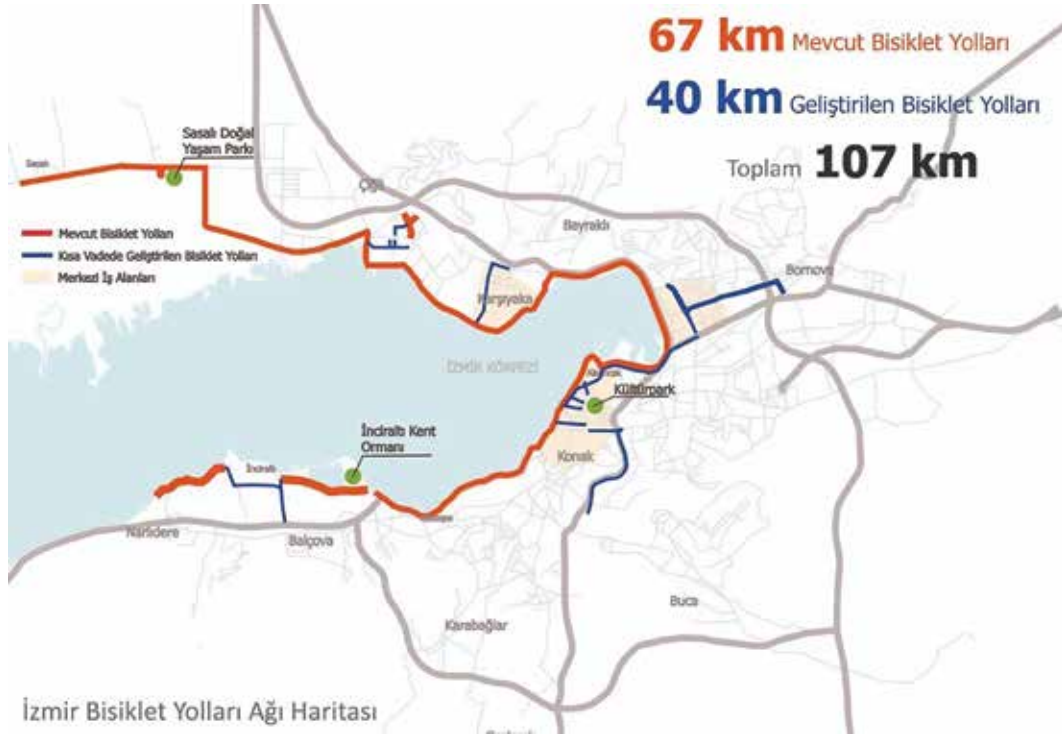 67 km Mevcut Bisiklet Yolları
40 km Geliştirilen Bisiklet Yolları
Toplam 107 km
Sasalı Doğal
Yaşam Parkı
Sasalı
Çiğli
Bayraklı
Mevcut Bisiklet Yolları
Kısa Vadede Geliştirilen Bisiklet Yolları
Merkezi İş Alanları
Bornova
Karşıyaka
İZMİR KÖRFEZİ
Alsancak
Kültürpark
İnciraltı Kent
Ormanı
Konak
İnciraltı
Narlıdere
Balçova
Buca
Karabağlar
İzmir Bisiklet Yolları Ağı Haritası